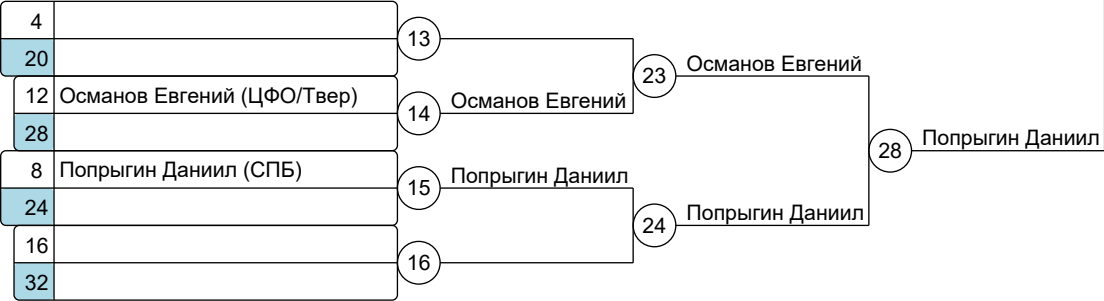 4
20
13
12 Османов Евгений (ЦФО/Твер)
28
14 Османов Евгений
23 Османов Евгений
8 Попрыгин Даниил (СПБ)
24
15 Попрыгин Даниил
16
32
16
24 Попрыгин Даниил
28 Попрыгин Даниил